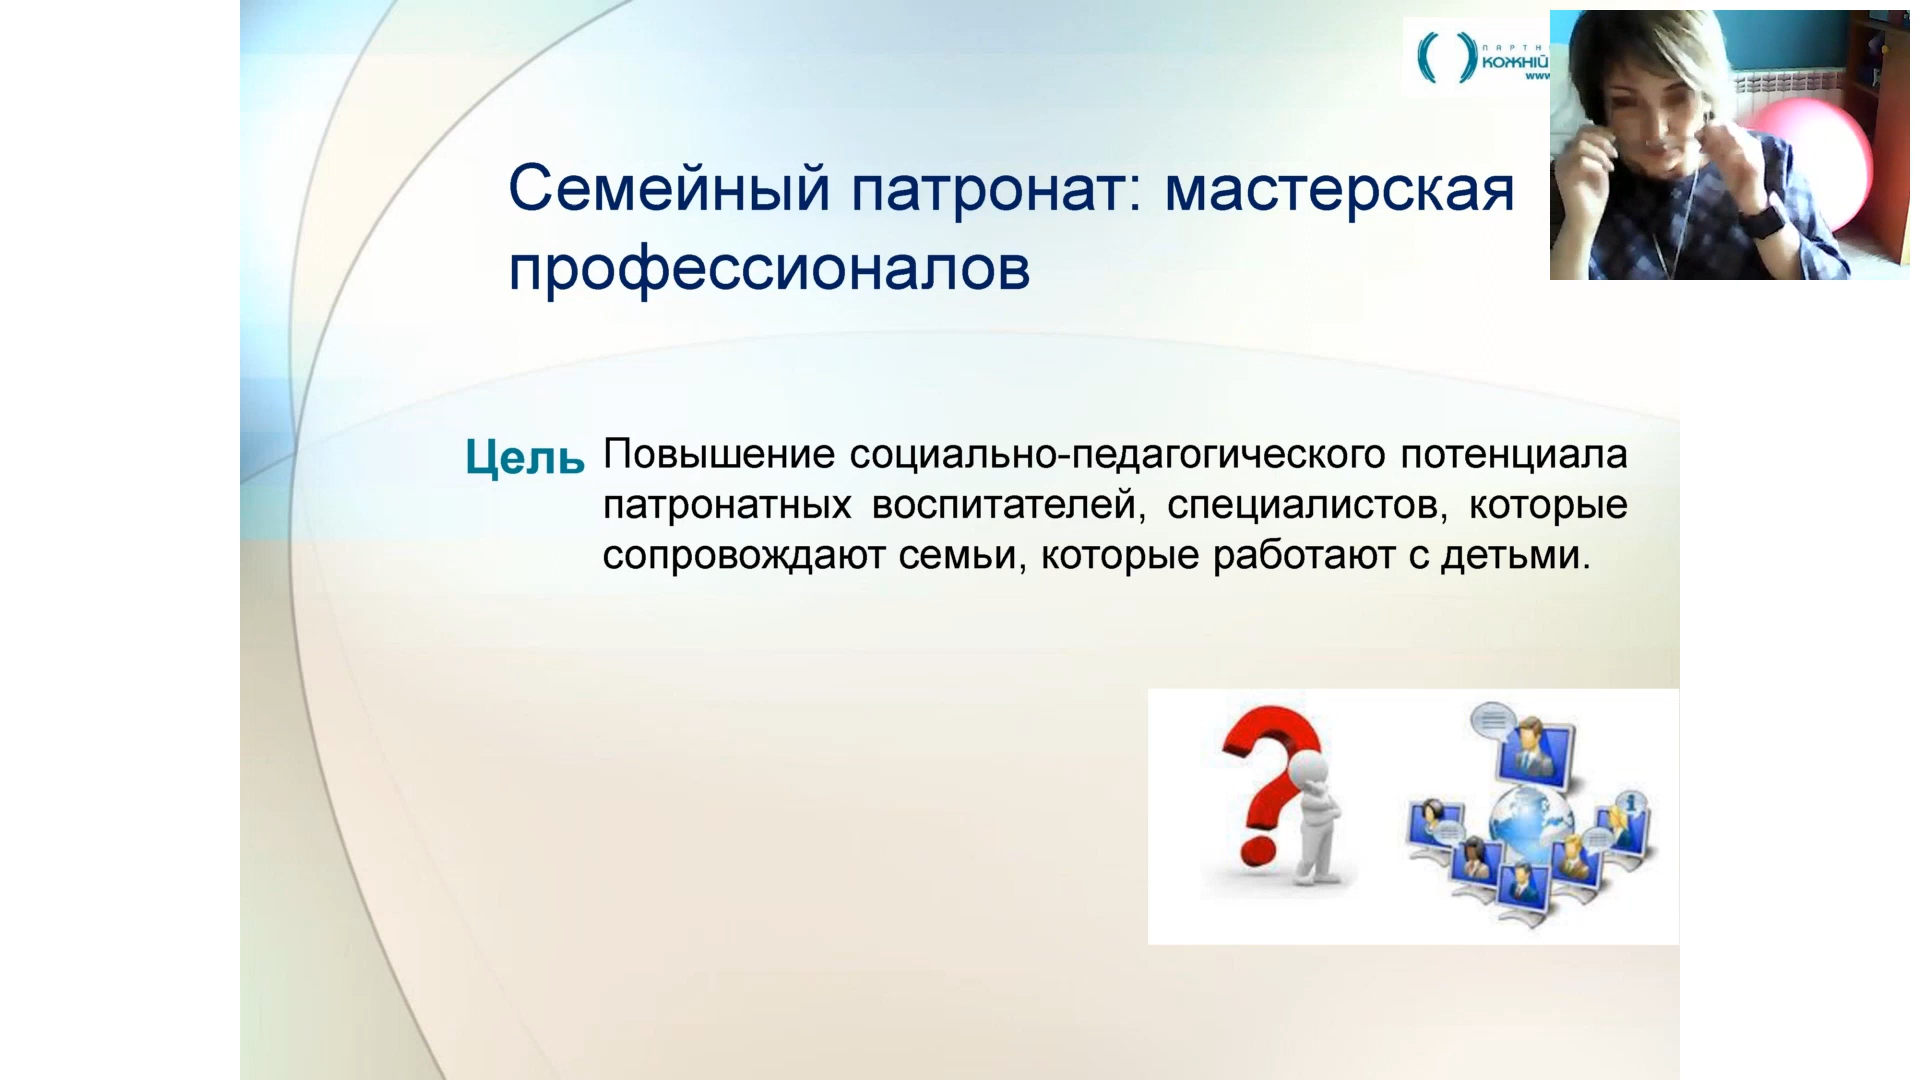 КОЖНІЙ
Семейный патронат: мастерская
профессионалов
Цель Повышение социально-педагогического потенциала
патронатных воспитателей, специалистов, которые
сопровождают семьи, которые работают с детьми.